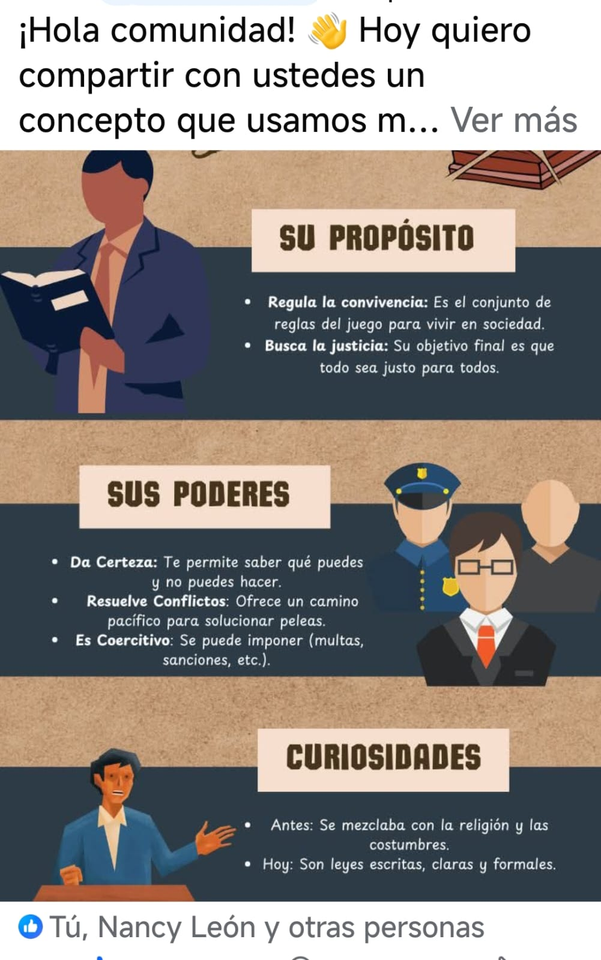 ¡Hola comunidad! 👋 Hoy quiero
compartir con ustedes un
concepto que usamos m... Ver más
SU PROPÓSITO
• Regula la convivencia: Es el conjunto de
reglas del juego para vivir en sociedad.
• Busca la justicia: Su objetivo final es que
todo sea justo para todos.
SUS PODERES
• Da Certeza: Te permite saber qué puedes
y no puedes hacer.
• Resuelve Conflictos: Ofrece un camino
pacífico para solucionar peleas.
• Es Coercitivo: Se puede imponer (multas,
sanciones, etc.).
CURIOSIDADES
• Antes: Se mezclaba con la religión y las
costumbres.
• Hoy: Son leyes escritas, claras y formales.
Tú, Nancy León y otras personas